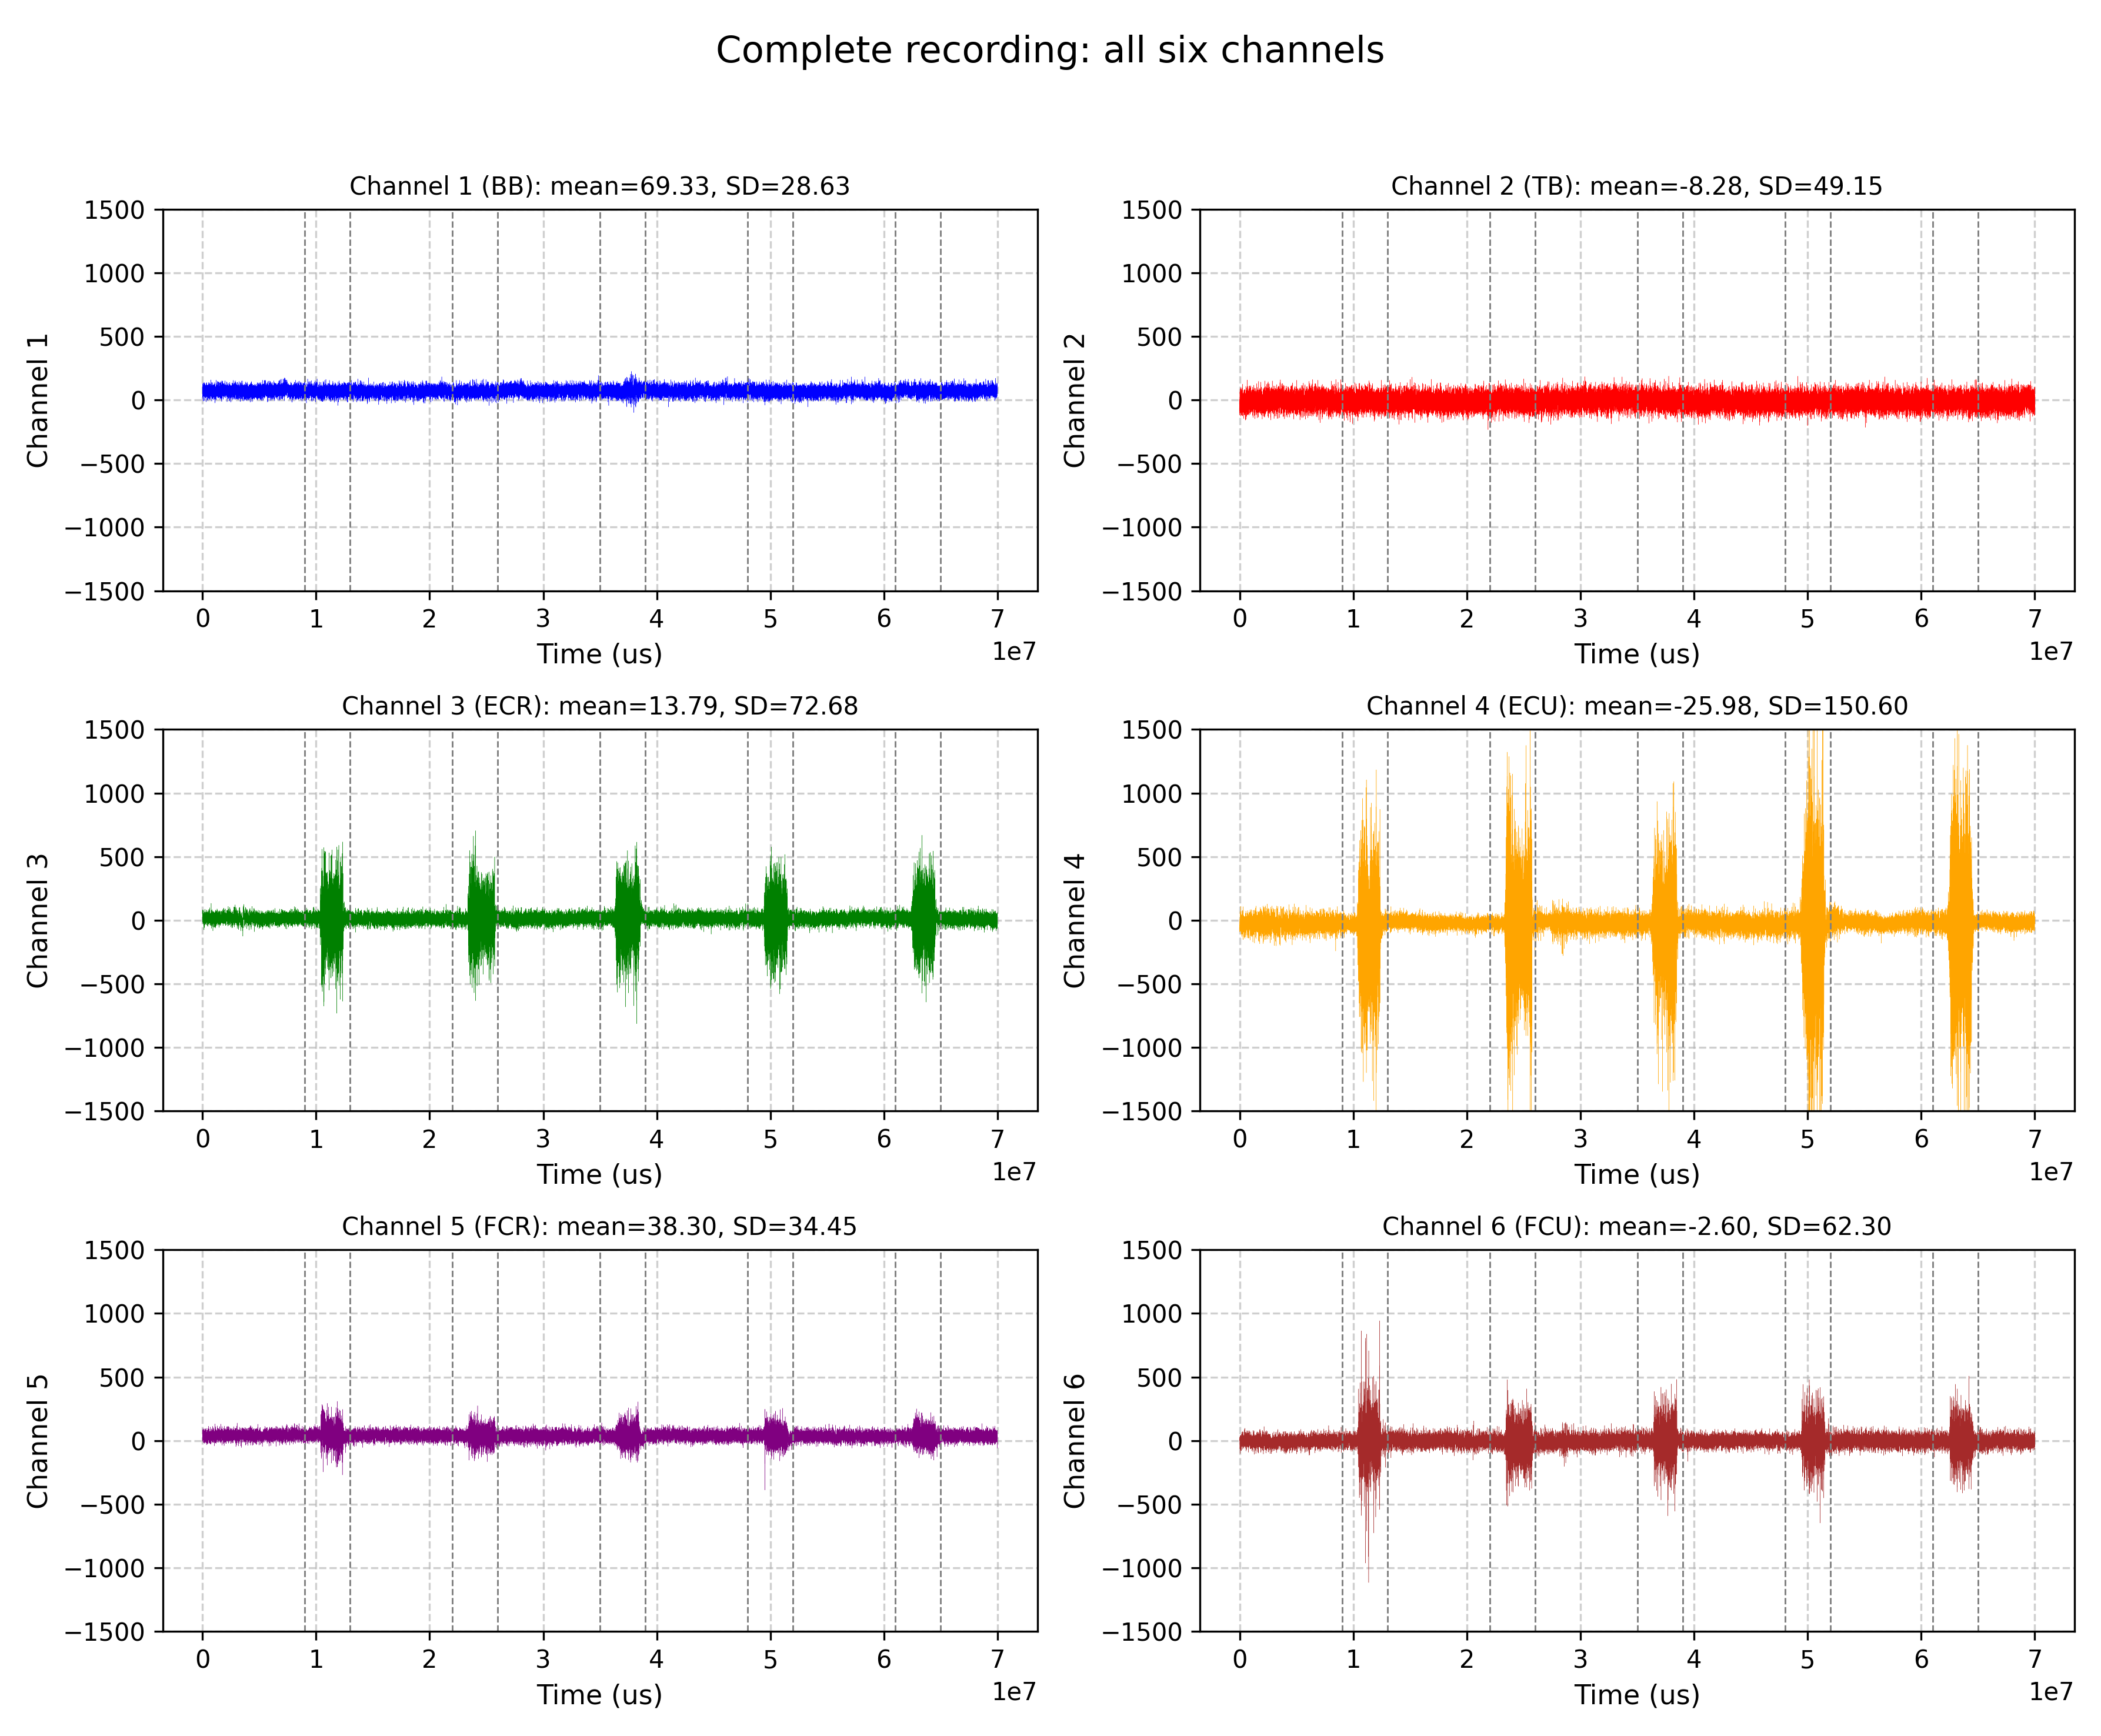 Complete recording: all six channels
Channel 1 (BB): mean=69.33, SD=28.63
1500
1000
500
0
−500
−1000
−1500
Channel 1
0 1 2 3 4 5 6 7
1e7
Time (us)
Channel 2 (TB): mean=-8.28, SD=49.15
1500
1000
500
0
−500
−1000
−1500
Channel 2
0 1 2 3 4 5 6 7
1e7
Time (us)
Channel 3 (ECR): mean=13.79, SD=72.68
1500
1000
500
0
−500
−1000
−1500
Channel 3
0 1 2 3 4 5 6 7
1e7
Time (us)
Channel 4 (ECU): mean=-25.98, SD=150.60
1500
1000
500
0
−500
−1000
−1500
Channel 4
0 1 2 3 4 5 6 7
1e7
Time (us)
Channel 5 (FCR): mean=38.30, SD=34.45
1500
1000
500
0
−500
−1000
−1500
Channel 5
0 1 2 3 4 5 6 7
1e7
Time (us)
Channel 6 (FCU): mean=-2.60, SD=62.30
1500
1000
500
0
−500
−1000
−1500
Channel 6
0 1 2 3 4 5 6 7
1e7
Time (us)